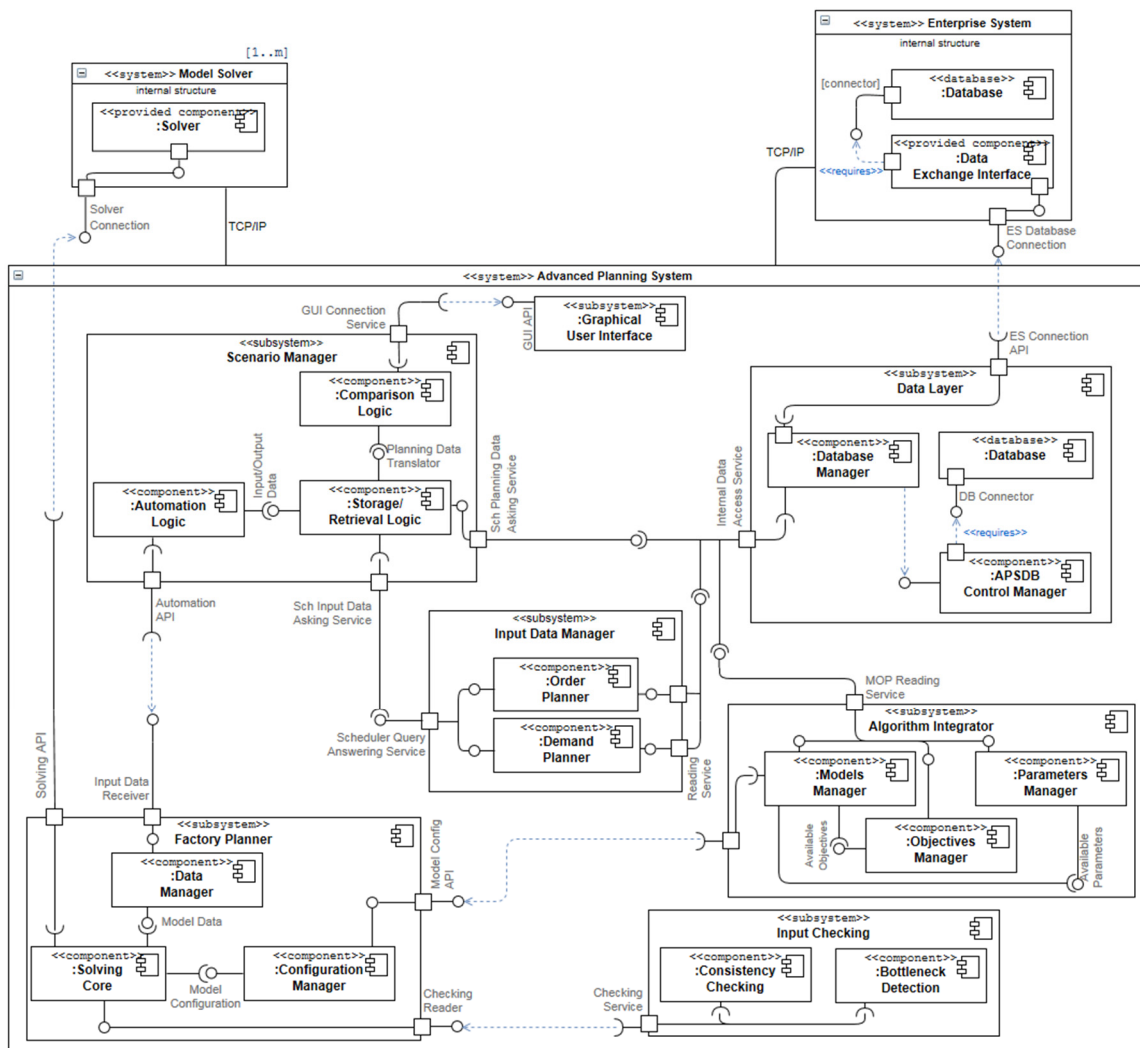 <<system>> Enterprise System
internal structure
[1..m]
<<system>> Model Solver
internal structure
<<provided component>>
:Solver
[connector]
<<database>>
:Database
<<provided component>>
:Data
Exchange Interface
<<requires>>
TCP/IP
Solver
Connection
TCP/IP
ES Database
Connection
<<system>> Advanced Planning System
GUI Connection
Service
GUI API
<<subsystem>>
:Graphical
User Interface
ES Connection
API
<<subsystem>>
Scenario Manager
<<component>>
:Comparison
Logic
Planning Data
Translator
Input/Output
Data
<<component>>
:Automation
Logic
<<component>>
:Storage/
Retrieval Logic
Sch Planning Data
Asking Service
Internal Data
Access Service
<<subsystem>>
Data Layer
<<component>>
:Database
Manager
<<database>>
:Database
DB Connector
<<requires>>
<<component>>
:APSDB
Control Manager
Automation
API
Sch Input Data
Asking Service
<<subsystem>>
Input Data Manager
<<component>>
:Order
Planner
<<component>>
:Demand
Planner
Scheduler Query
Answering Service
Reading
Service
MOP Reading
Service
<<subsystem>>
Algorithm Integrator
<<component>>
:Models
Manager
<<component>>
:Parameters
Manager
<<component>>
:Objectives
Manager
Available
Objectives
Available
Parameters
Solving API
Input Data
Receiver
<<subsystem>>
Factory Planner
<<component>>
:Data
Manager
Model Data
Model Config
API
<<component>>
:Solving
Core
Model
Configuration
<<component>>
:Configuration
Manager
Checking
Reader
Checking
Service
<<subsystem>>
Input Checking
<<component>>
:Consistency
Checking
<<component>>
:Bottleneck
Detection